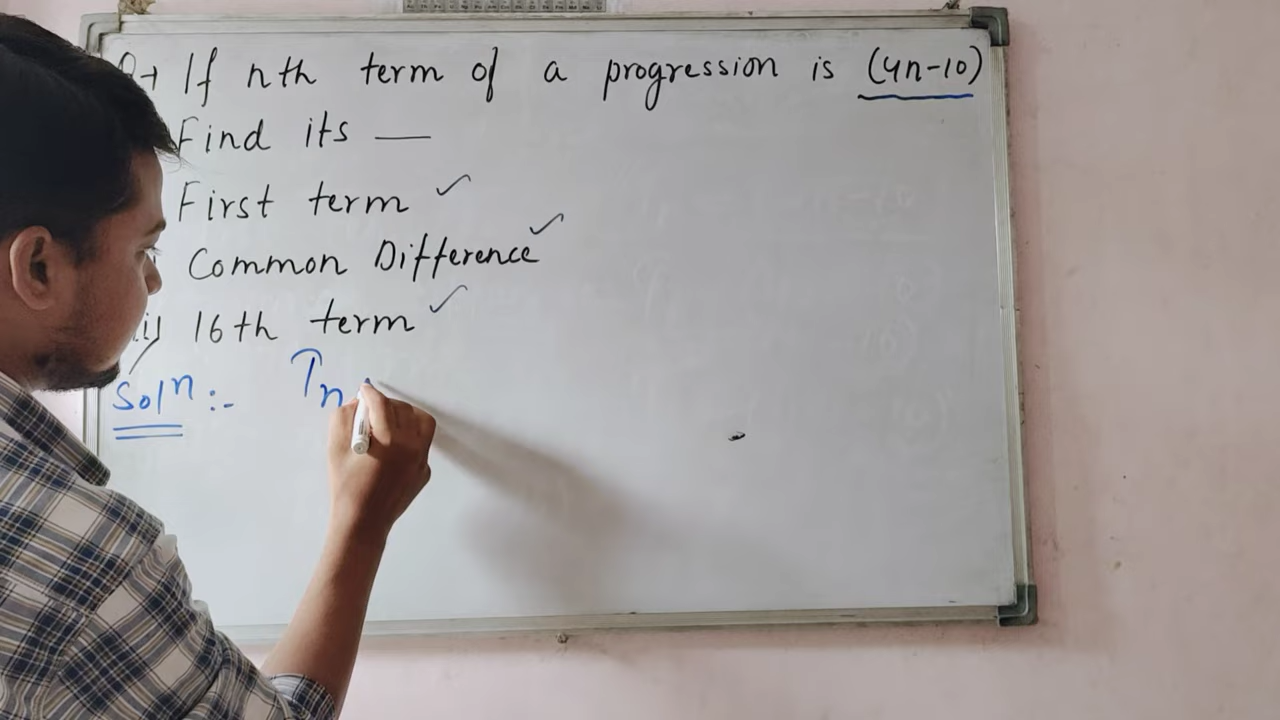 Q→ If nth term of a progression is (4n-10)
Find its —
First term ✓
Common Difference ✓
16th term ✓
Solⁿ :- Tn